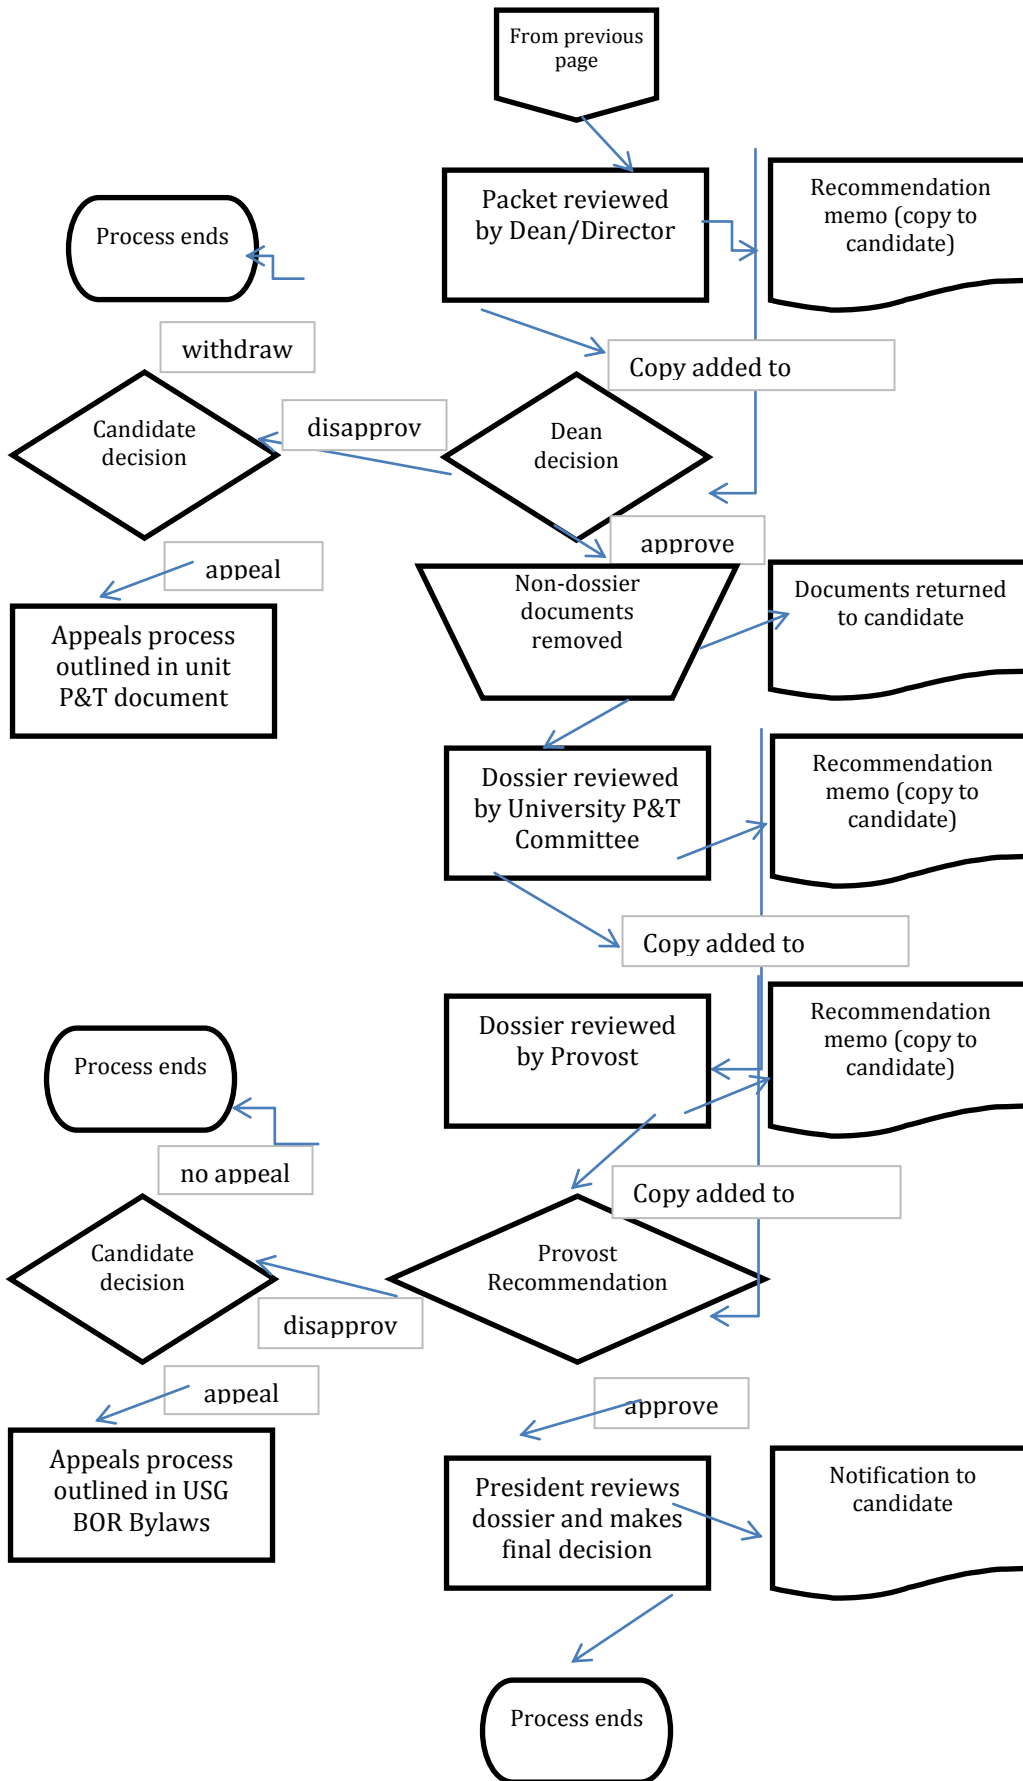 From previous
page
Packet reviewed
by Dean/Director
Recommendation
memo (copy to
candidate)
Process ends
withdraw
Copy added to
Candidate
decision
disapprov
Dean
decision
approve
appeal
Non-dossier
documents
removed
Documents returned
to candidate
Appeals process
outlined in unit
P&T document
Dossier reviewed
by University P&T
Committee
Recommendation
memo (copy to
candidate)
Copy added to
Dossier reviewed
by Provost
Recommendation
memo (copy to
candidate)
Process ends
no appeal
Copy added to
Candidate
decision
Provost
Recommendation
disapprov
appeal
approve
Appeals process
outlined in USG
BOR Bylaws
President reviews
dossier and makes
final decision
Notification to
candidate
Process ends